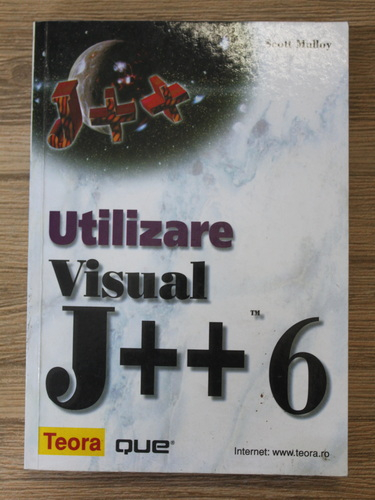 Scott Mulloy
J++
Utilizare
Visual
J++™ 6
Teora
QUE®
Internet: www.teora.ro